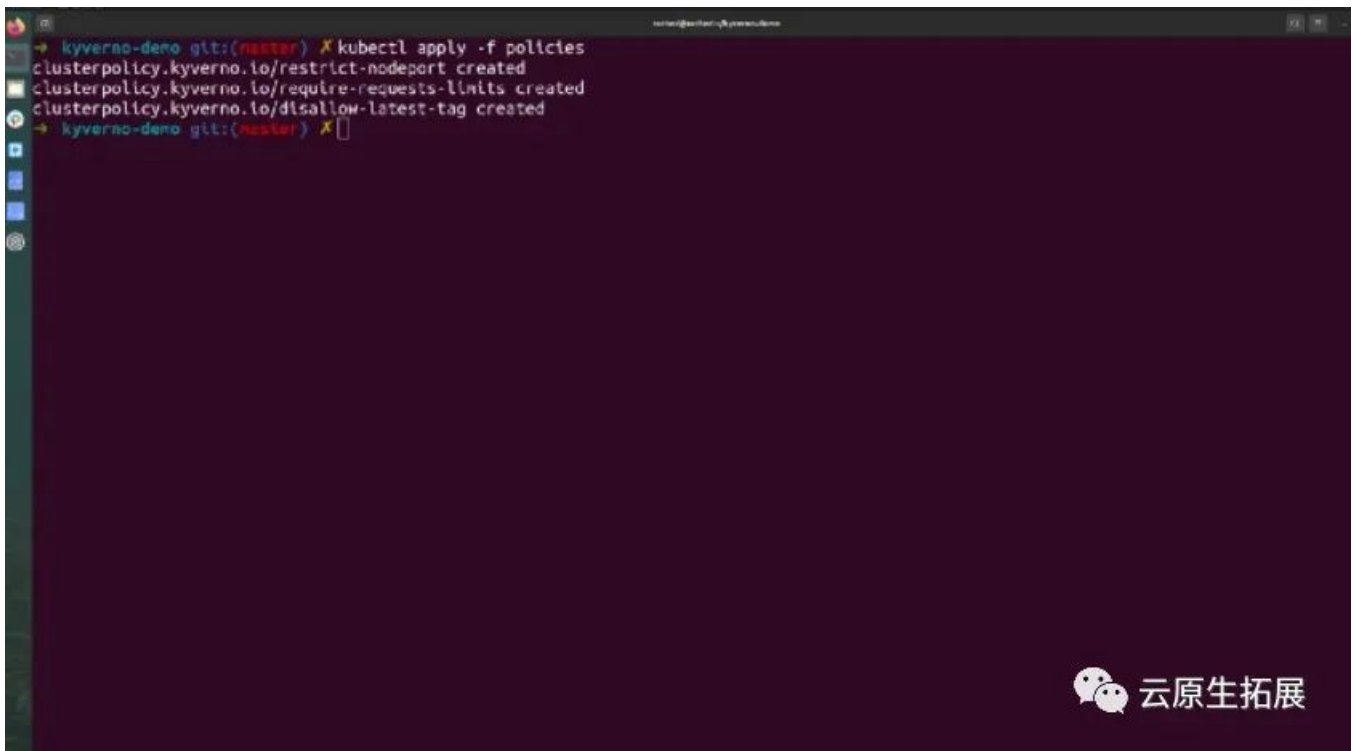 → kyverno-demo git:(master) ✗ kubectl apply -f policies
clusterpolicy.kyverno.io/restrict-nodeport created
clusterpolicy.kyverno.io/require-requests-limits created
clusterpolicy.kyverno.io/disallow-latest-tag created
→ kyverno-demo git:(master) ✗
云原生拓展